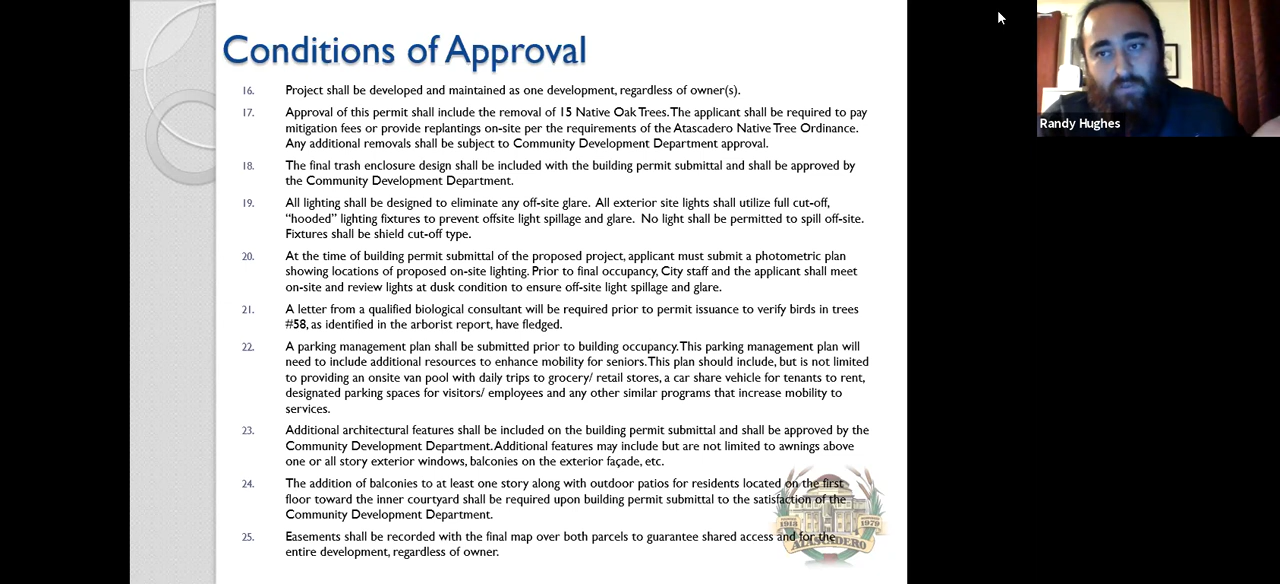 Conditions of Approval
16. Project shall be developed and maintained as one development, regardless of owner(s).
17. Approval of this permit shall include the removal of 15 Native Oak Trees. The applicant shall be required to pay
mitigation fees or provide replantings on-site per the requirements of the Atascadero Native Tree Ordinance.
Any additional removals shall be subject to Community Development Department approval.
18. The final trash enclosure design shall be included with the building permit submittal and shall be approved by
the Community Development Department.
19. All lighting shall be designed to eliminate any off-site glare. All exterior site lights shall utilize full cut-off,
“hooded” lighting fixtures to prevent offsite light spillage and glare. No light shall be permitted to spill off-site.
Fixtures shall be shield cut-off type.
20. At the time of building permit submittal of the proposed project, applicant must submit a photometric plan
showing locations of proposed on-site lighting. Prior to final occupancy, City staff and the applicant shall meet
on-site and review lights at dusk condition to ensure off-site light spillage and glare.
21. A letter from a qualified biological consultant will be required prior to permit issuance to verify birds in trees
#58, as identified in the arborist report, have fledged.
22. A parking management plan shall be submitted prior to building occupancy. This parking management plan will
need to include additional resources to enhance mobility for seniors. This plan should include, but is not limited
to providing an onsite van pool with daily trips to grocery/ retail stores, a car share vehicle for tenants to rent,
designated parking spaces for visitors/ employees and any other similar programs that increase mobility to
services.
23. Additional architectural features shall be included on the building permit submittal and shall be approved by the
Community Development Department. Additional features may include but are not limited to awnings above
one or all story exterior windows, balconies on the exterior façade, etc.
24. The addition of balconies to at least one story along with outdoor patios for residents located on the first
floor toward the inner courtyard shall be required upon building permit submittal to the satisfaction of the
Community Development Department.
25. Easements shall be recorded with the final map over both parcels to guarantee shared access and for the
entire development, regardless of owner.
1918
1979
ATASCADERO
Randy Hughes